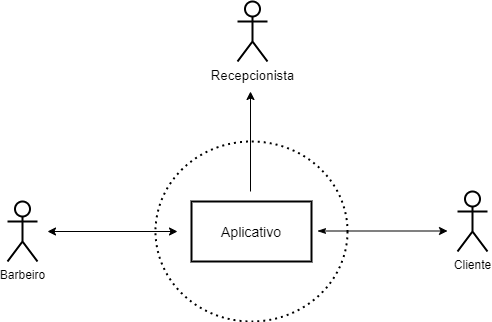 Recepcionista
Aplicativo
Barbeiro
Cliente